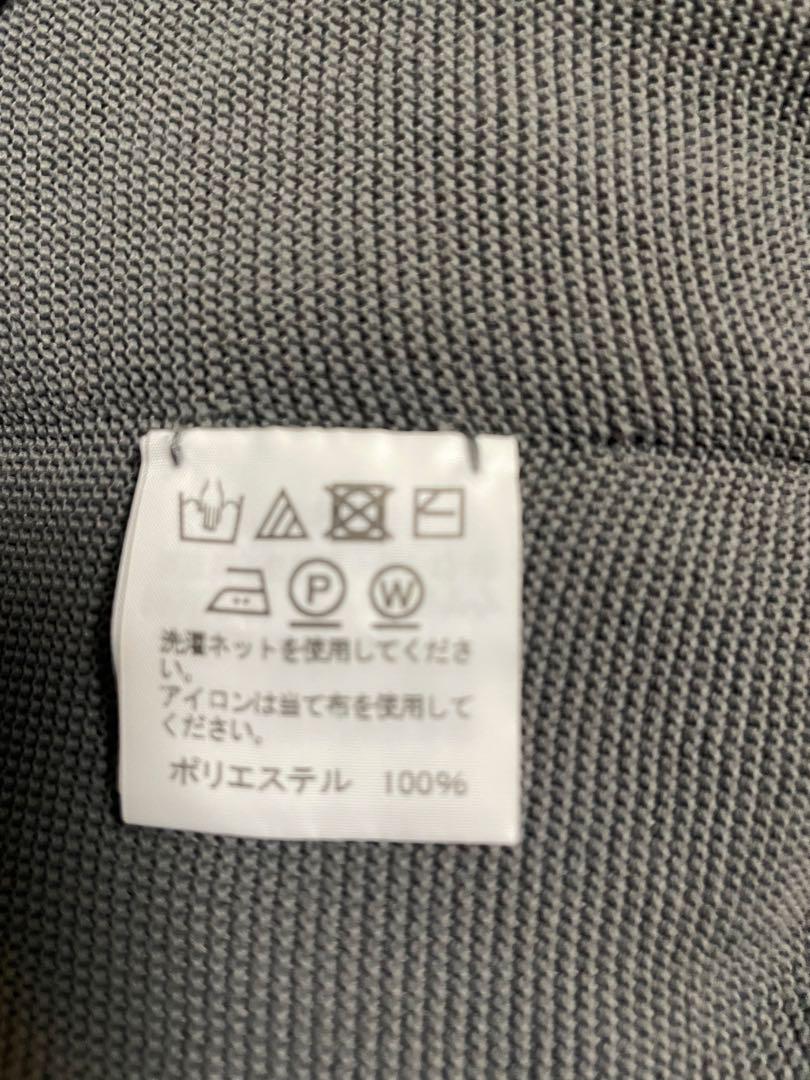 P W
洗濯ネットを使用してくださ
い。
アイロンは当て布を使用して
ください。
ポリエステル 100%